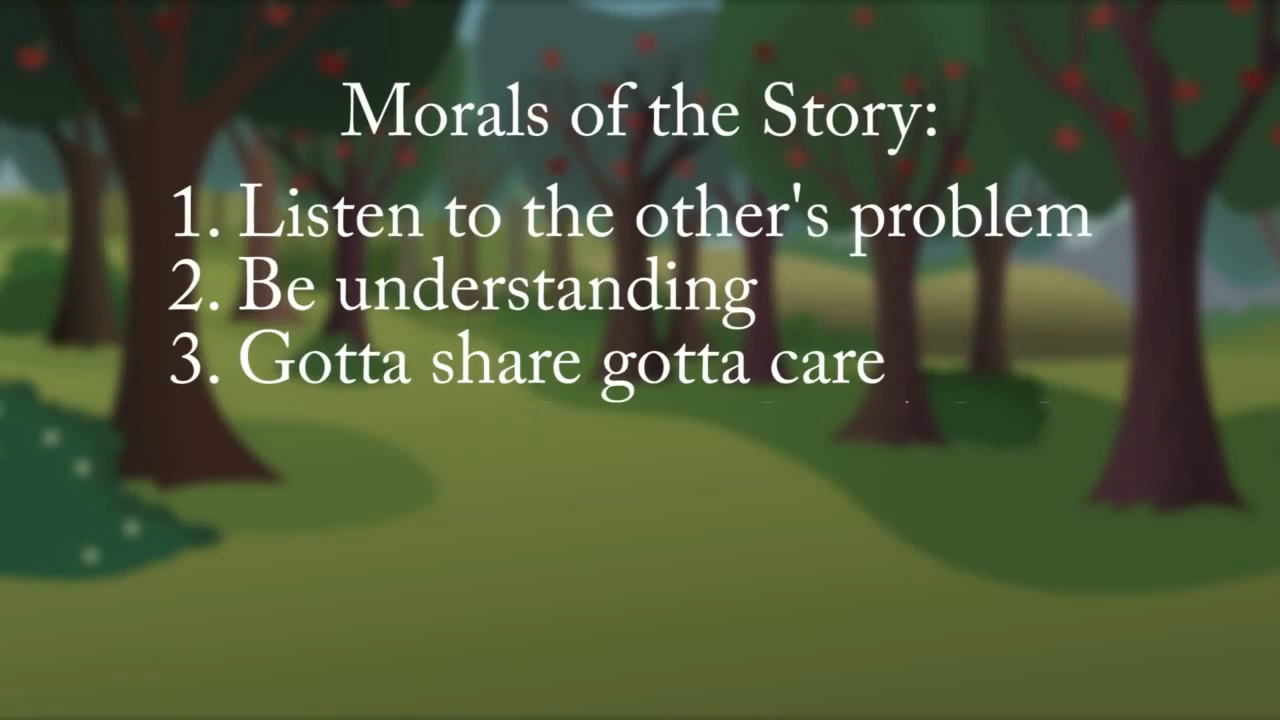 Morals of the Story:
1. Listen to the other's problem
2. Be understanding
3. Gotta share gotta care